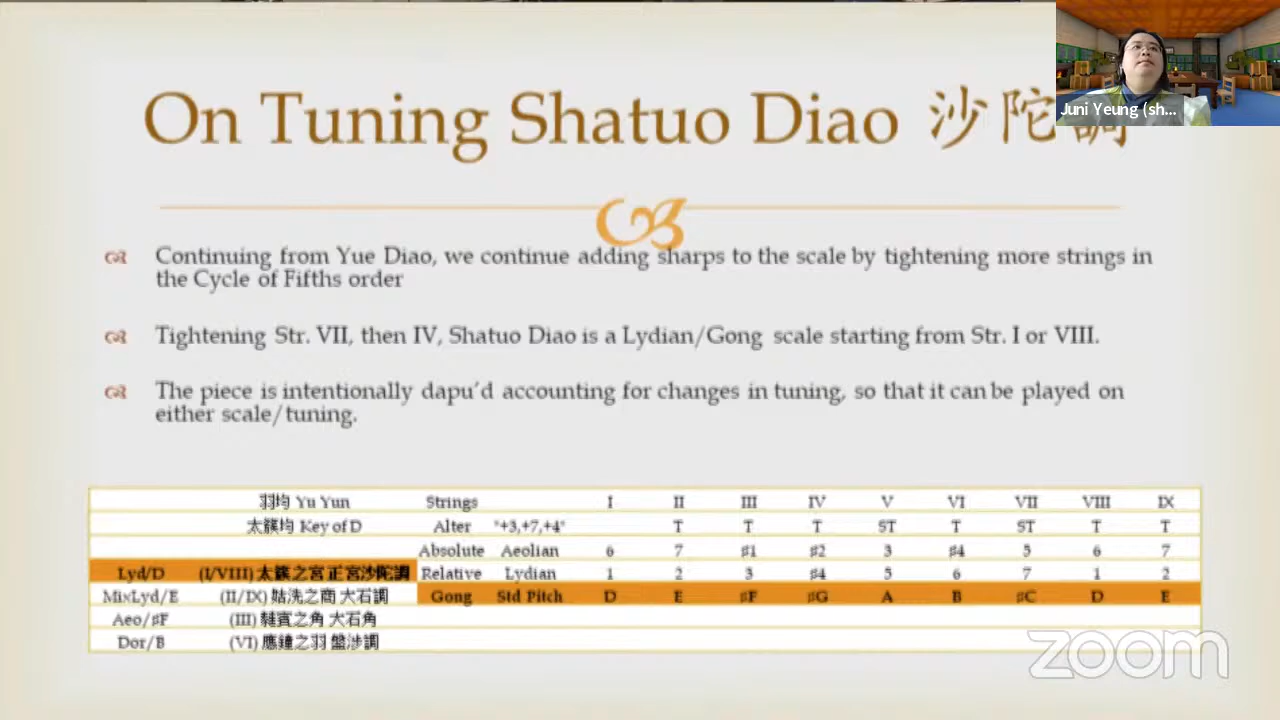 On Tuning Shatuo Diao 沙陀調
Juni Yeung (sh...
Continuing from Yue Diao, we continue adding sharps to the scale by tightening more strings in
the Cycle of Fifths order
Tightening Str. VII, then IV, Shatuo Diao is a Lydian/Gong scale starting from Str. I or VIII.
The piece is intentionally dapu'd accounting for changes in tuning, so that it can be played on
either scale/tuning.
羽均 Yu Yun Strings I II III IV V VI VII VIII IX
太簇均 Key of D Alter "+3,+7,+4" T T T ST T ST T T
Absolute Aeolian 6 7 #1 #2 3 #4 5 6 7
Lyd/D (I/VIII) 太簇之宮 正宮沙陀調 Relative Lydian 1 2 3 #4 5 6 7 1 2
MixLyd/E (II/IX) 姑洗之商 大石調 Gong Std Pitch D E #F #G A B #C D E
Aeo/#F (III) 蕤賓之角 大石角
Dor/B (VI) 應鐘之羽 盤涉調
zoom